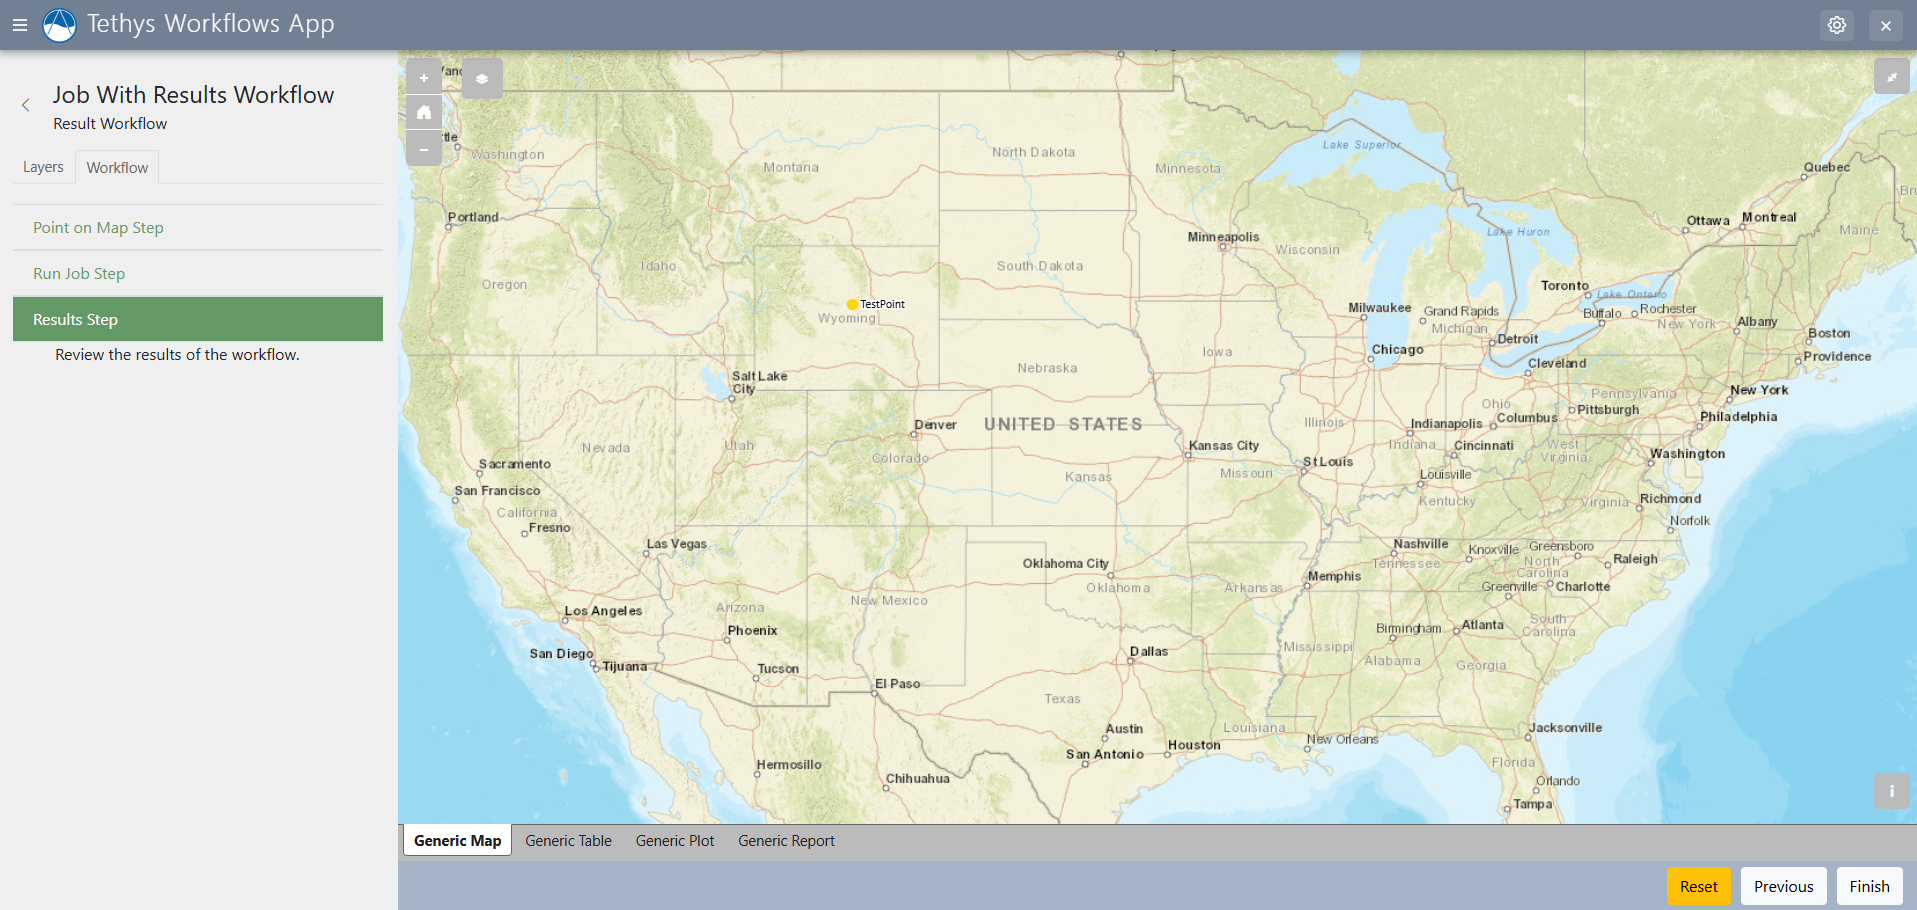 Tethys Workflows App
Job With Results Workflow
Result Workflow
Layers
Workflow
Point on Map Step
Run Job Step
Results Step
Review the results of the workflow.
Washington
Montana
North Dakota
Minnesota
Lake Superior
Quebec
Portland
Minneapolis
Wisconsin
Lake Huron
Ottawa
Montreal
Maine
Idaho
South Dakota
Oregon
TestPoint
Wyoming
Toronto
Lake Ontario
Milwaukee
Grand Rapids
Michigan
Buffalo
Rochester
New York
Albany
Boston
Detroit
Iowa
Chicago
Cleveland
Providence
Nebraska
Salt Lake
City
Pennsylvania
New York
Ohio
Pittsburgh
Philadelphia
Denver
UNITED STATES
Illinois
Indianapolis
Columbus
Nevada
Utah
Colorado
Kansas City
Indiana
Cincinnati
West
Virginia
Washington
Sacramento
Kansas
Missouri
St Louis
Louisville
San Francisco
California
Kentucky
Virginia
Richmond
Fresno
Norfolk
Las Vegas
Nashville
Knoxville
Greensboro
Oklahoma City
Tennessee
North
Carolina
Raleigh
Memphis
Oklahoma
Arkansas
Greenville
Charlotte
Los Angeles
Arizona
New Mexico
Phoenix
Birmingham
Atlanta
South
Carolina
San Diego
Tijuana
Tucson
Dallas
Mississippi
Alabama
Georgia
El Paso
Texas
Austin
Louisiana
Jacksonville
San Antonio
Houston
New Orleans
Hermosillo
Chihuahua
Florida
Orlando
Tampa
Generic Map
Generic Table
Generic Plot
Generic Report
Reset
Previous
Finish